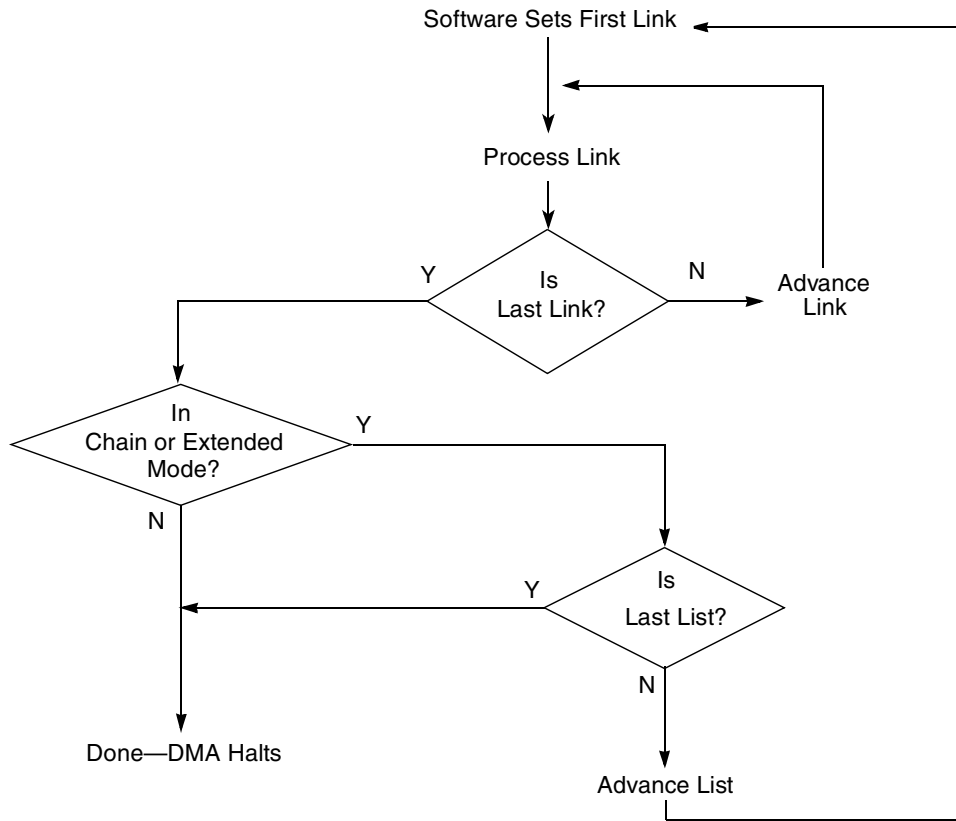 Software Sets First Link
Process Link
Y
Is
Last Link?
N
Advance
Link
In
Chain or Extended
Mode?
Y
N
Is
Last List?
Y
N
Done—DMA Halts
Advance List